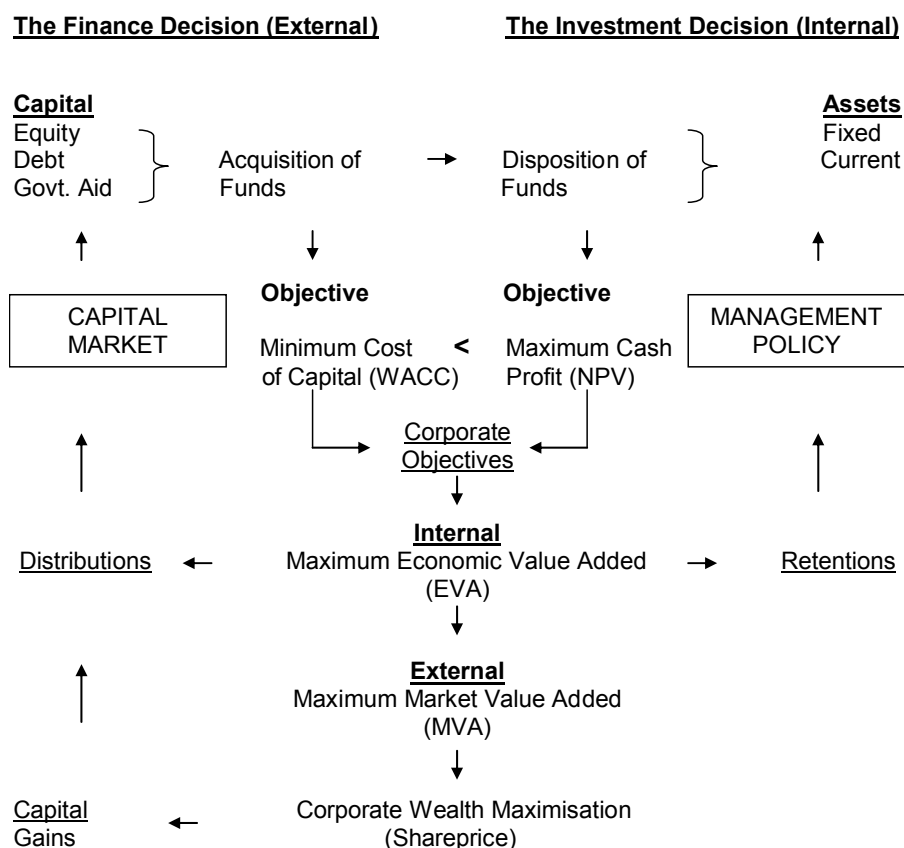 The Finance Decision (External)
The Investment Decision (Internal)
Capital
Equity
Debt
Govt. Aid
Acquisition of
Funds
Disposition of
Funds
Assets
Fixed
Current
CAPITAL
MARKET
Objective
Minimum Cost
of Capital (WACC)
<
Objective
Maximum Cash
Profit (NPV)
MANAGEMENT
POLICY
Corporate
Objectives
Distributions
Internal
Maximum Economic Value Added
(EVA)
Retentions
External
Maximum Market Value Added
(MVA)
Capital
Gains
Corporate Wealth Maximisation
(Shareprice)